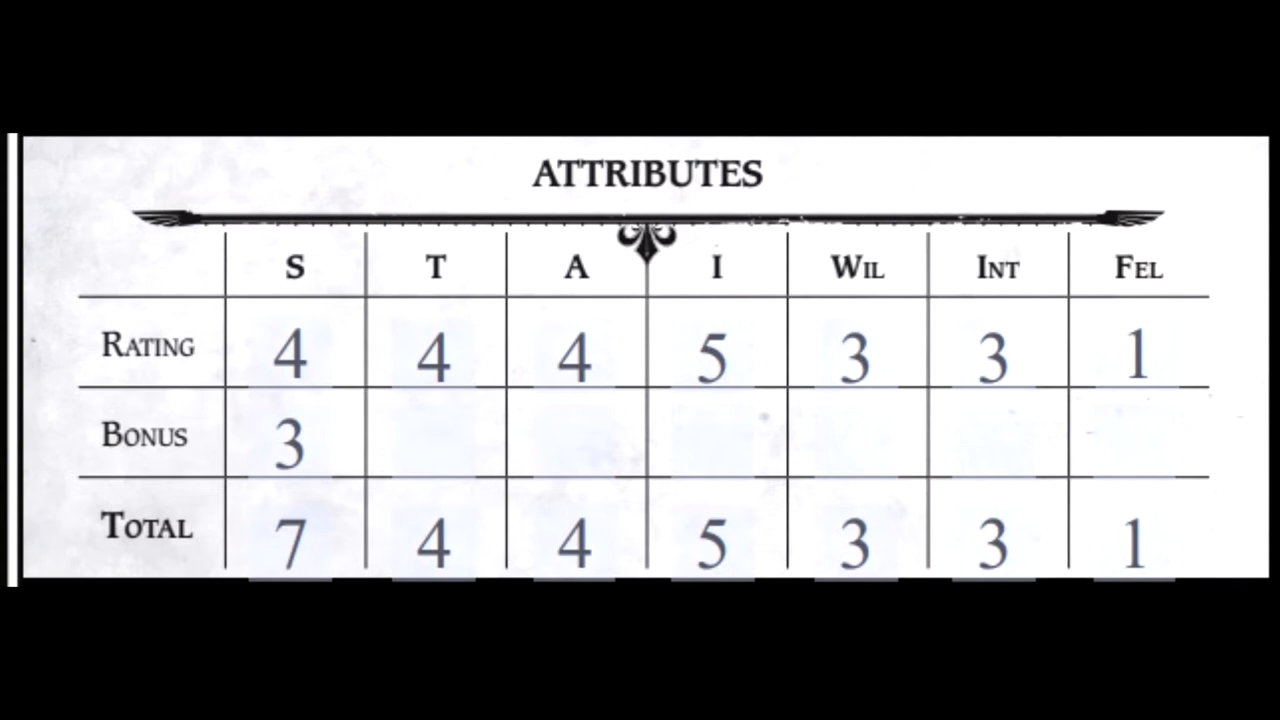 ATTRIBUTES
S T A I WIL INT FEL
RATING 4 4 4 5 3 3 1
BONUS 3
TOTAL 7 4 4 5 3 3 1